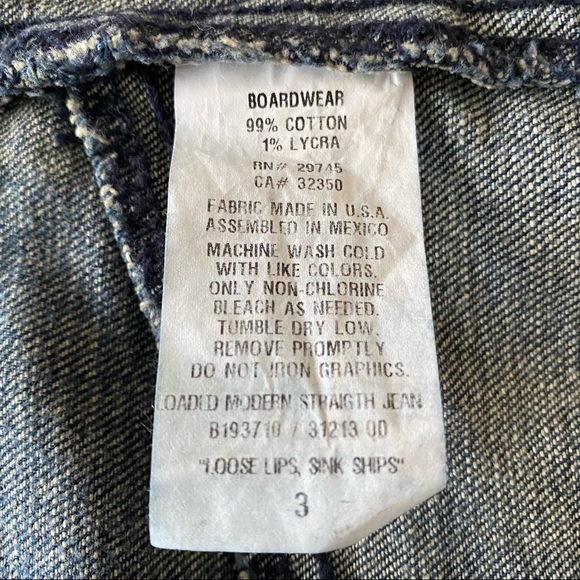 BOARDWEAR
99% COTTON
1% LYCRA
RN# 29745
CA# 32350
FABRIC MADE IN U.S.A.
ASSEMBLED IN MEXICO
MACHINE WASH COLD
WITH LIKE COLORS.
ONLY NON-CHLORINE
BLEACH AS NEEDED.
TUMBLE DRY LOW.
REMOVE PROMPTLY
DO NOT IRON GRAPHICS.
LOADED MODERN STRAIGTH JEAN
B193710 / 31213 0D
"LOOSE LIPS, SINK SHIPS"
3